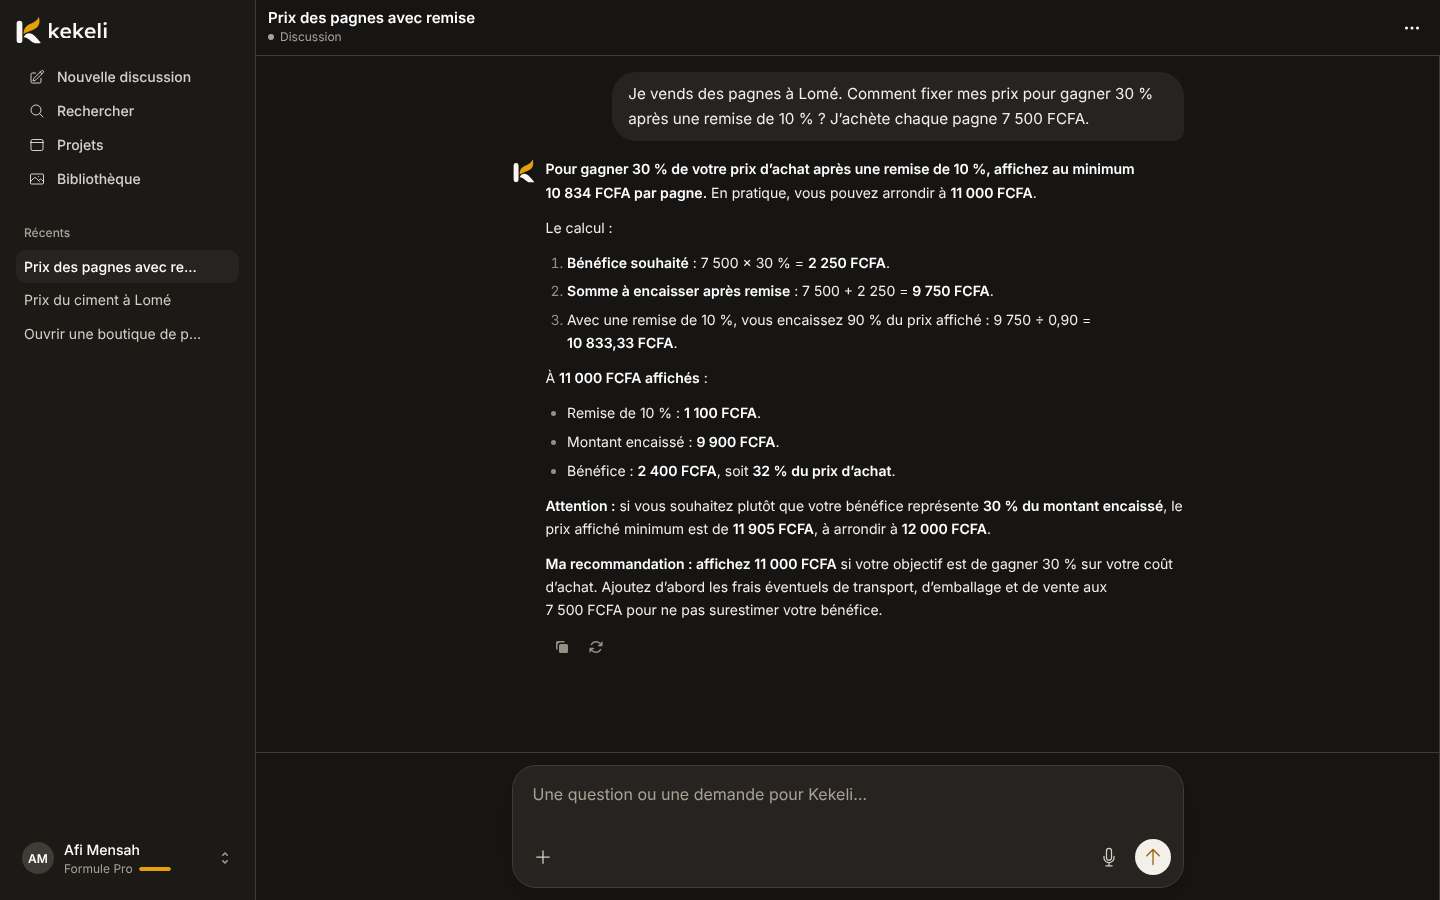 kekeli
Nouvelle discussion
Rechercher
Projets
Bibliothèque
Récents
Prix des pagnes avec re...
Prix du ciment à Lomé
Ouvrir une boutique de p...
AM
Afi Mensah
Formule Pro
Prix des pagnes avec remise
Discussion
Je vends des pagnes à Lomé. Comment fixer mes prix pour gagner 30 %
après une remise de 10 % ? J’achète chaque pagne 7 500 FCFA.
Pour gagner 30 % de votre prix d’achat après une remise de 10 %, affichez au minimum
10 834 FCFA par pagne. En pratique, vous pouvez arrondir à 11 000 FCFA.
Le calcul :
1. Bénéfice souhaité : 7 500 × 30 % = 2 250 FCFA.
2. Somme à encaisser après remise : 7 500 + 2 250 = 9 750 FCFA.
3. Avec une remise de 10 %, vous encaissez 90 % du prix affiché : 9 750 ÷ 0,90 =
10 833,33 FCFA.
À 11 000 FCFA affichés :
• Remise de 10 % : 1 100 FCFA.
• Montant encaissé : 9 900 FCFA.
• Bénéfice : 2 400 FCFA, soit 32 % du prix d’achat.
Attention : si vous souhaitez plutôt que votre bénéfice représente 30 % du montant encaissé, le
prix affiché minimum est de 11 905 FCFA, à arrondir à 12 000 FCFA.
Ma recommandation : affichez 11 000 FCFA si votre objectif est de gagner 30 % sur votre coût
d’achat. Ajoutez d’abord les frais éventuels de transport, d’emballage et de vente aux
7 500 FCFA pour ne pas surestimer votre bénéfice.
Une question ou une demande pour Kekeli...